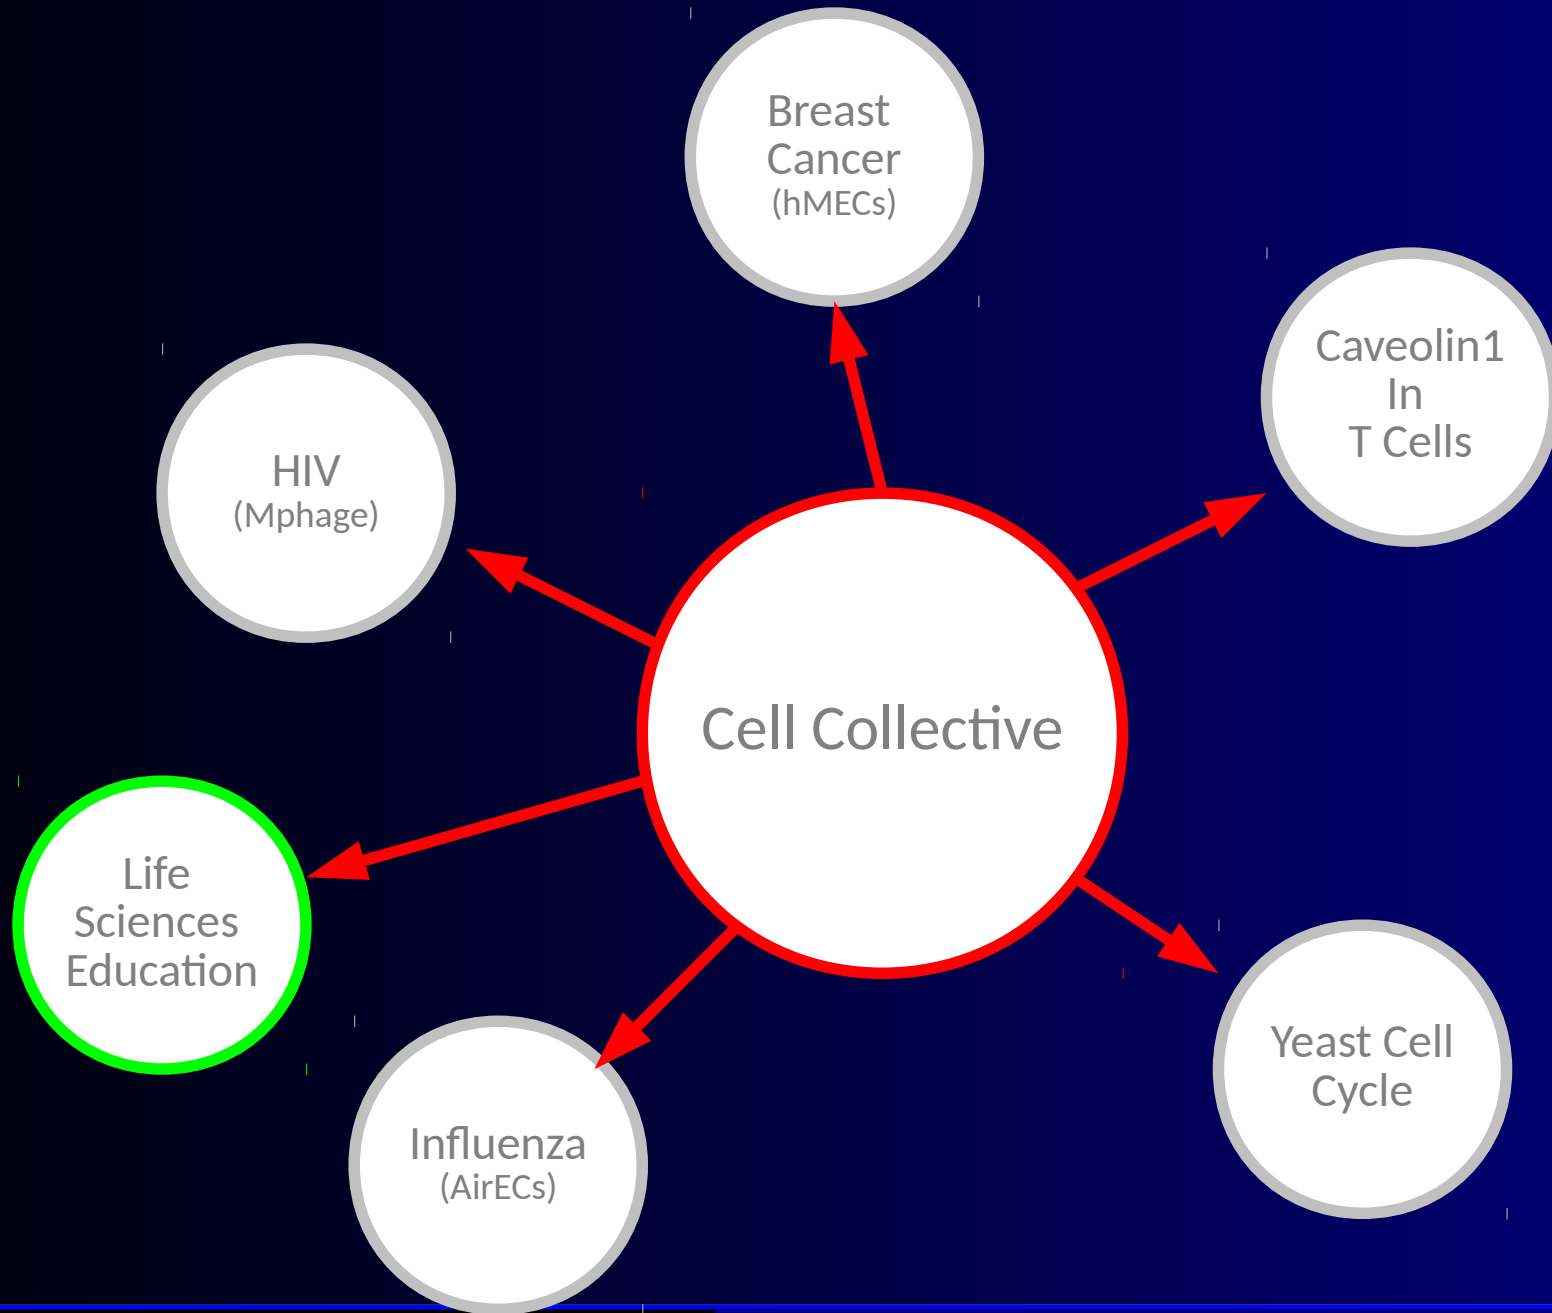 Breast
Cancer
(hMECs)
Caveolin1
In
T Cells
HIV
(Mphage)
Cell Collective
Life
Sciences
Education
Yeast Cell
Cycle
Influenza
(AirECs)